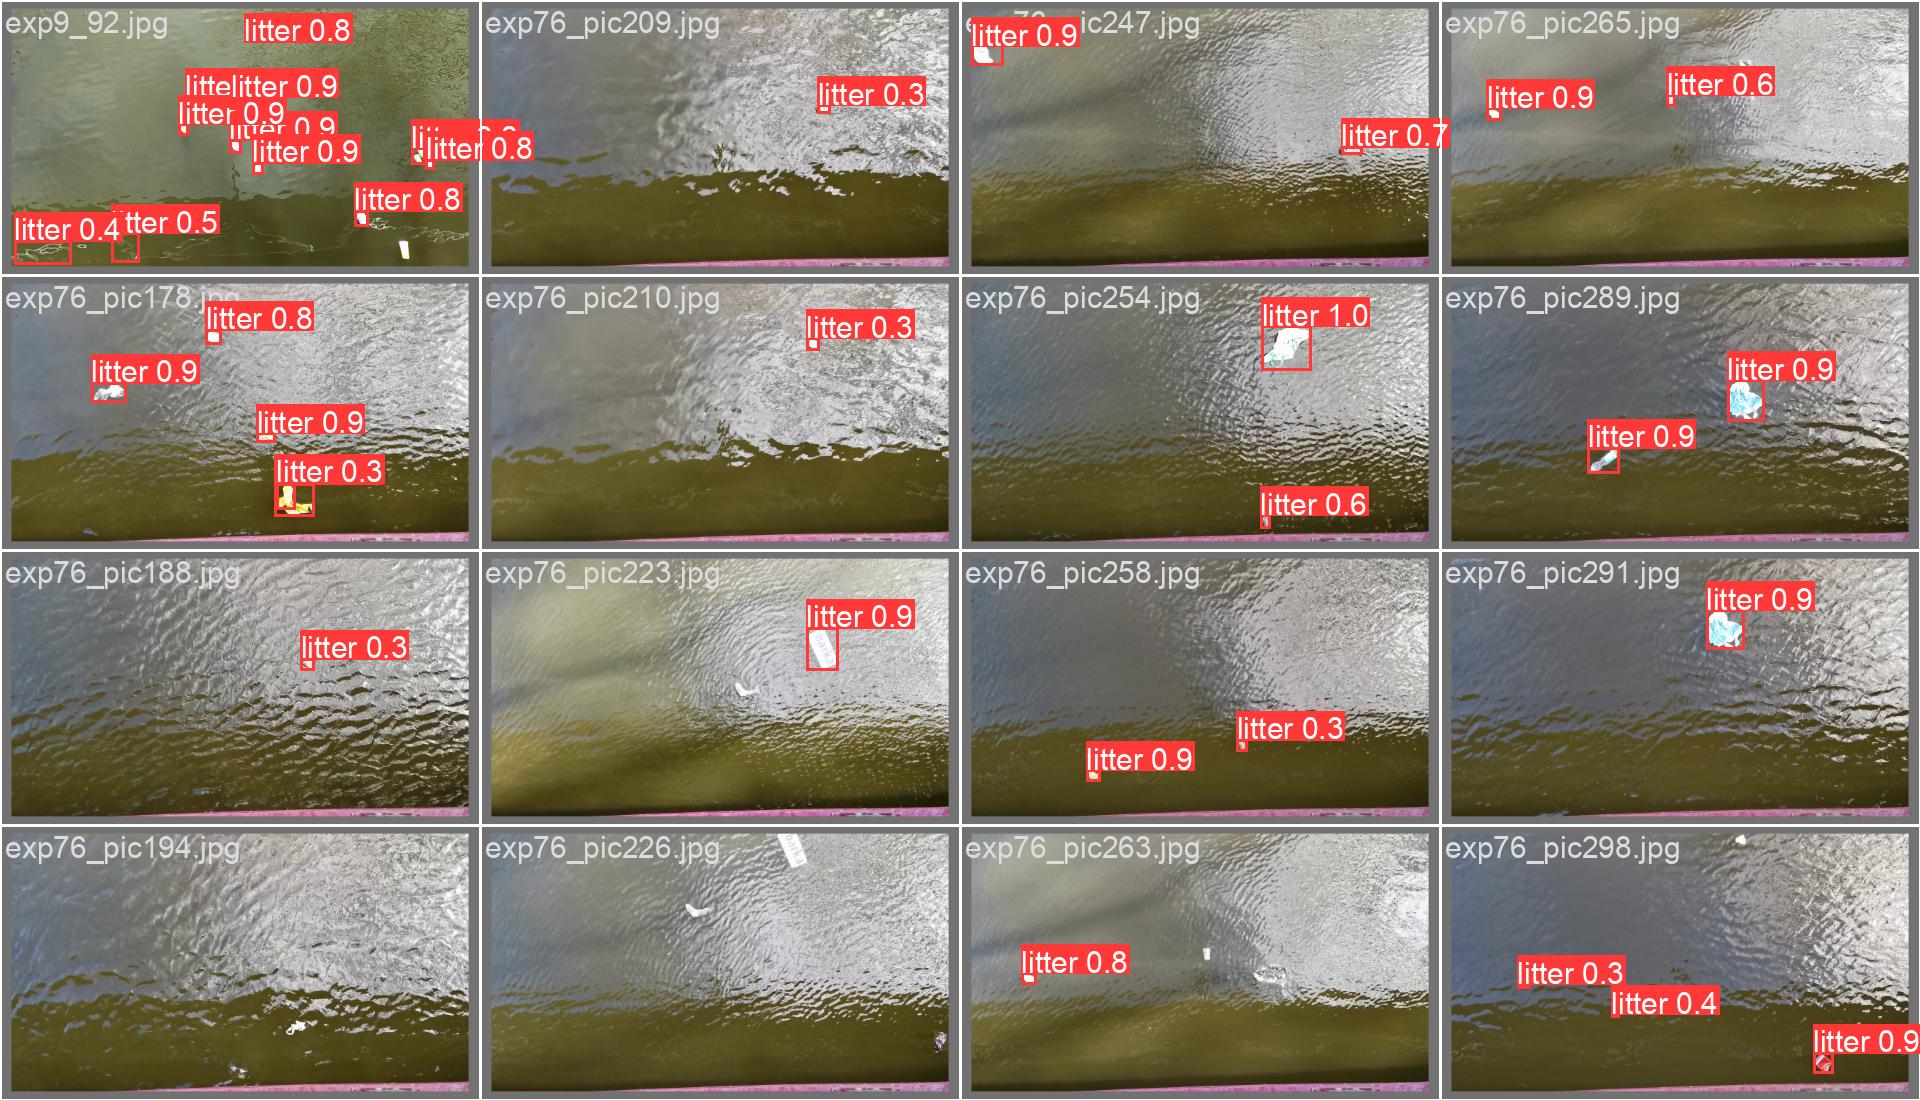 exp9_92.jpg
litter 0.8
litter 0.9
litter 0.9
litter 0.9
litter 0.9
litter 0.8
litter 0.8
litter 0.4
litter 0.5
exp76_pic209.jpg
litter 0.3
litter 0.9
litter 0.7
exp76_pic265.jpg
litter 0.9
litter 0.6
exp76_pic178.jpg
litter 0.8
litter 0.9
litter 0.9
litter 0.3
exp76_pic210.jpg
litter 0.3
exp76_pic254.jpg
litter 1.0
litter 0.6
exp76_pic289.jpg
litter 0.9
litter 0.9
exp76_pic188.jpg
litter 0.3
exp76_pic223.jpg
litter 0.9
exp76_pic258.jpg
litter 0.3
litter 0.9
exp76_pic291.jpg
litter 0.9
exp76_pic194.jpg
exp76_pic226.jpg
exp76_pic263.jpg
litter 0.8
exp76_pic298.jpg
litter 0.3
litter 0.4
litter 0.9